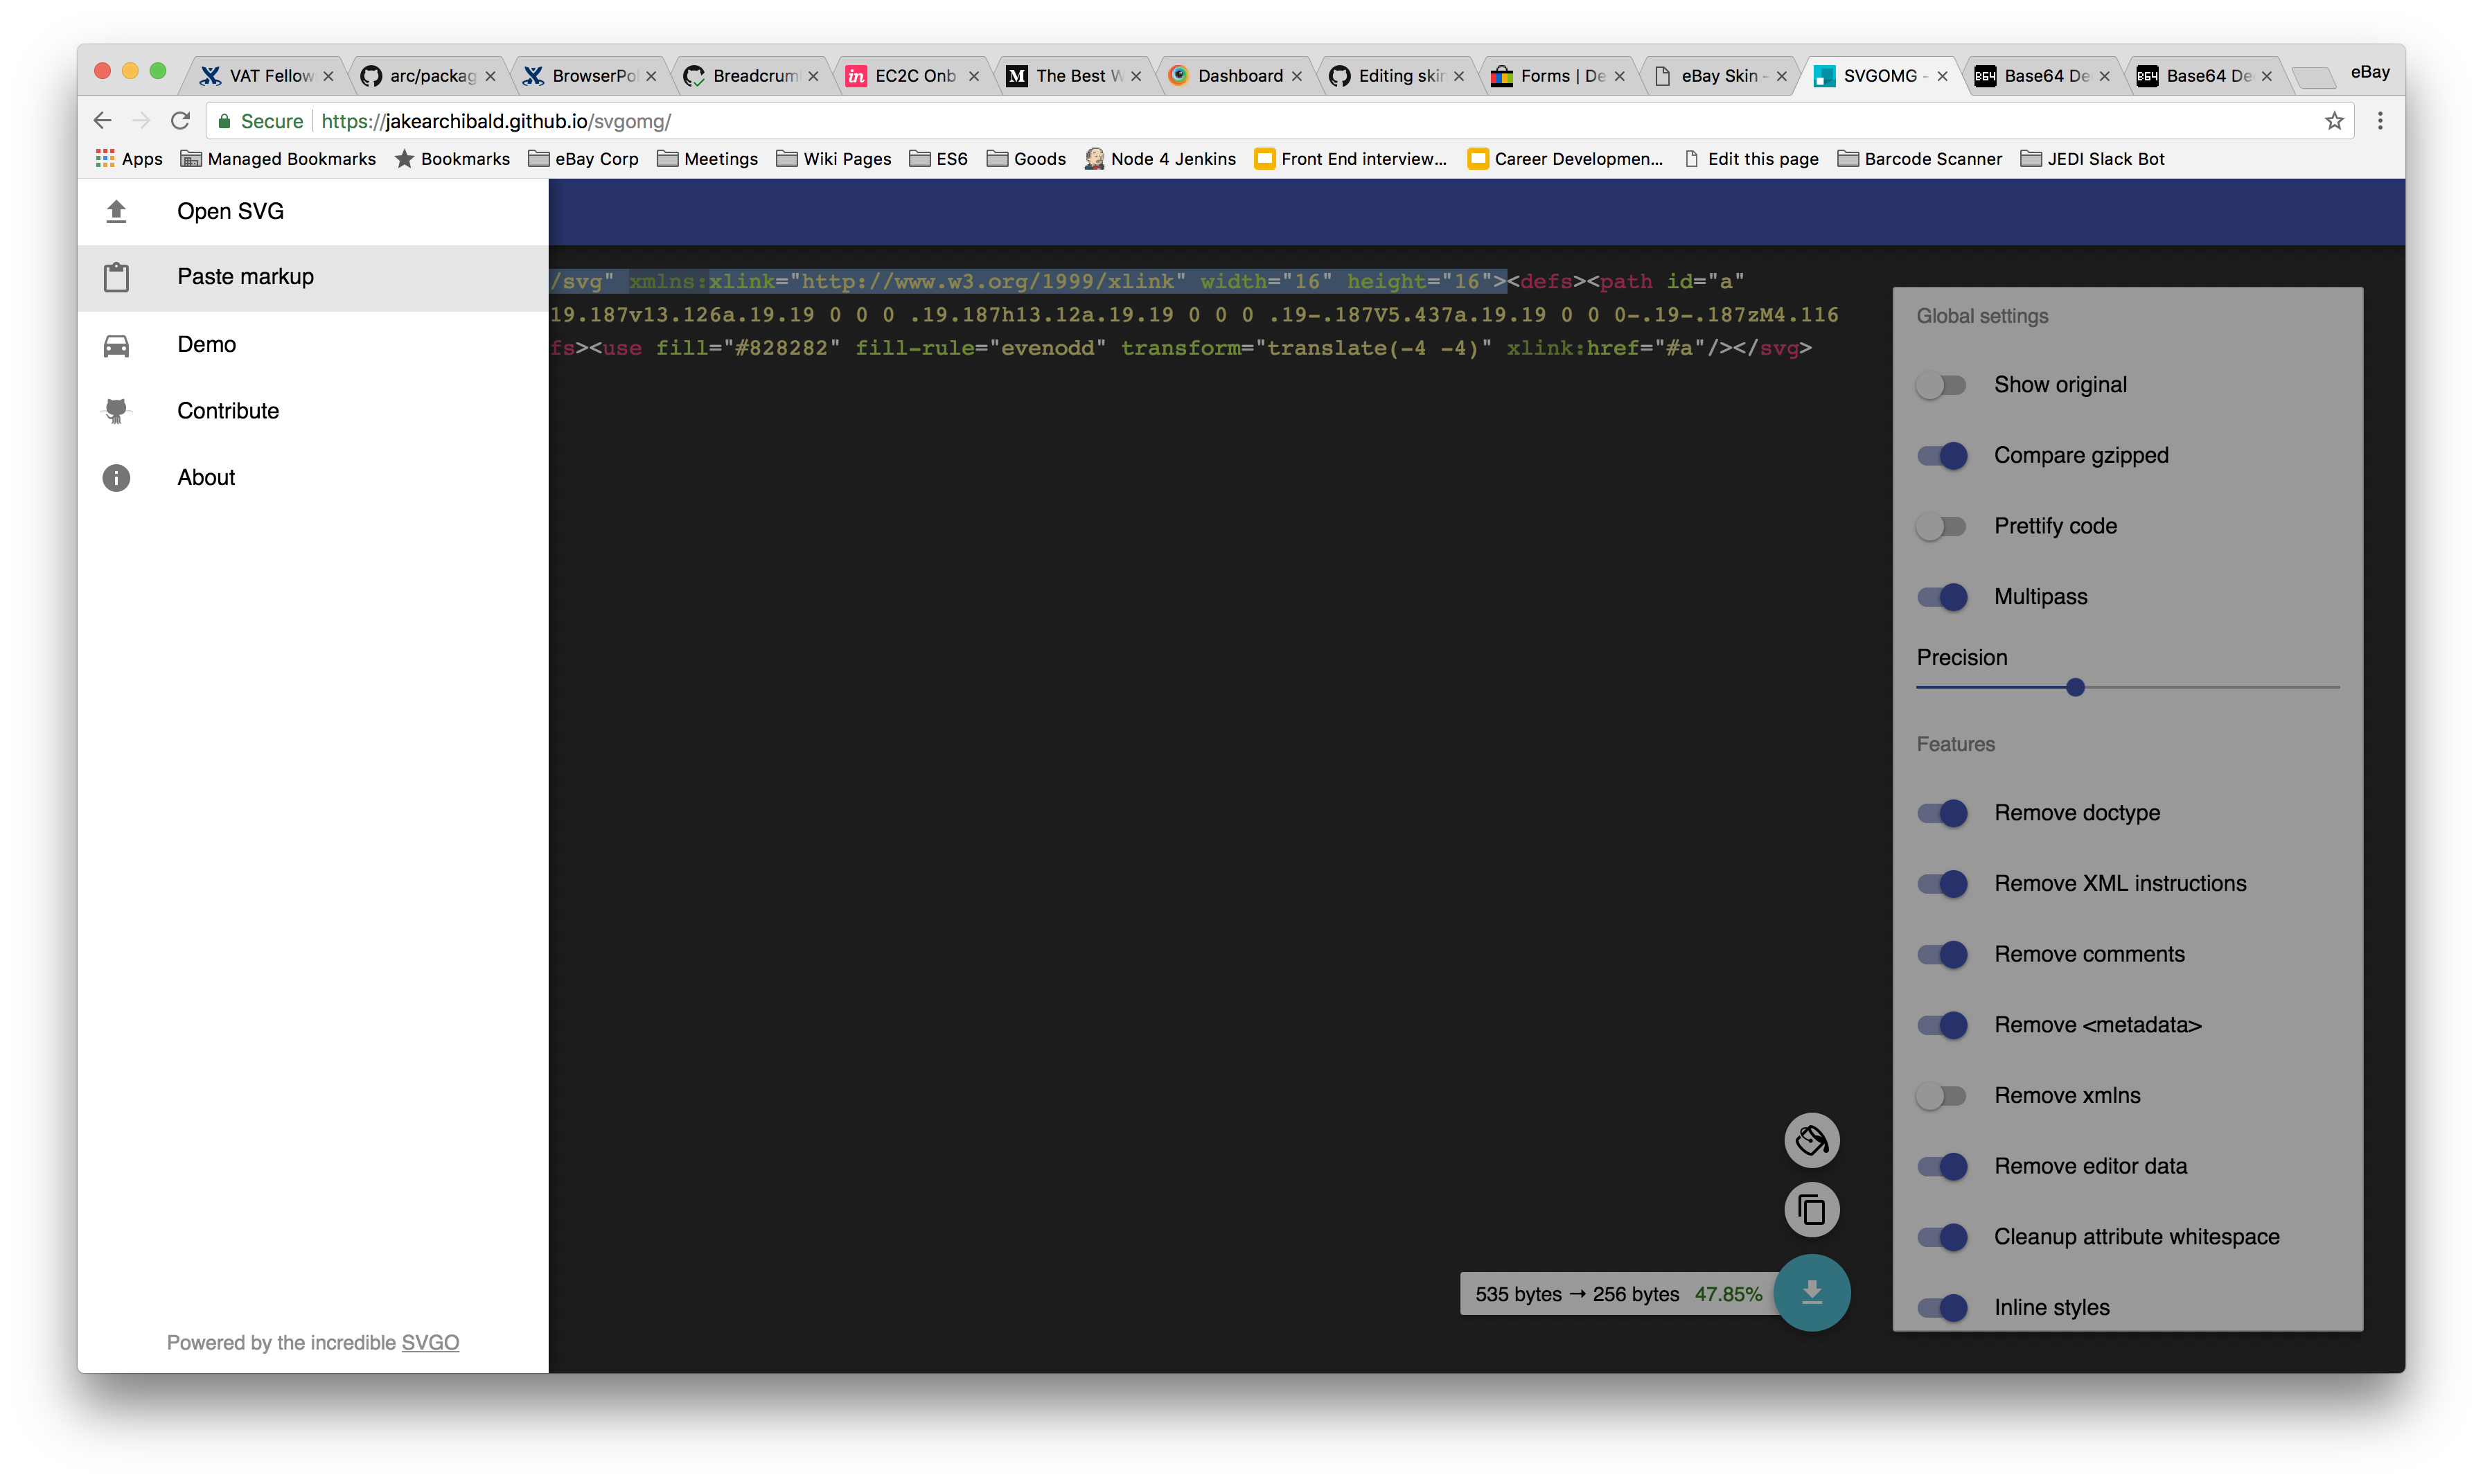 VAT Fellow
arc/packag
BrowserPol
Breadcrum
EC2C Onb
The Best W
Dashboard
Editing skin
Forms | De
eBay Skin -
SVGOMG -
Base64 De
Base64 De
eBay
Secure
https://jakearchibald.github.io/svgomg/
Apps
Managed Bookmarks
Bookmarks
eBay Corp
Meetings
Wiki Pages
ES6
Goods
Node 4 Jenkins
Front End interview...
Career Developmen...
Edit this page
Barcode Scanner
JEDI Slack Bot
Open SVG
Paste markup
Demo
Contribute
About
Powered by the incredible SVGO
/svg" xmlns:xlink="http://www.w3.org/1999/xlink" width="16" height="16"><defs><path id="a"
19.187v13.126a.19.19 0 0 0 .19.187h13.12a.19.19 0 0 0 .19-.187V5.437a.19.19 0 0 0-.19-.187zM4.116
fs><use fill="#828282" fill-rule="evenodd" transform="translate(-4 -4)" xlink:href="#a"/></svg>
535 bytes → 256 bytes 47.85%
Global settings
Show original
Compare gzipped
Prettify code
Multipass
Precision
Features
Remove doctype
Remove XML instructions
Remove comments
Remove <metadata>
Remove xmlns
Remove editor data
Cleanup attribute whitespace
Inline styles